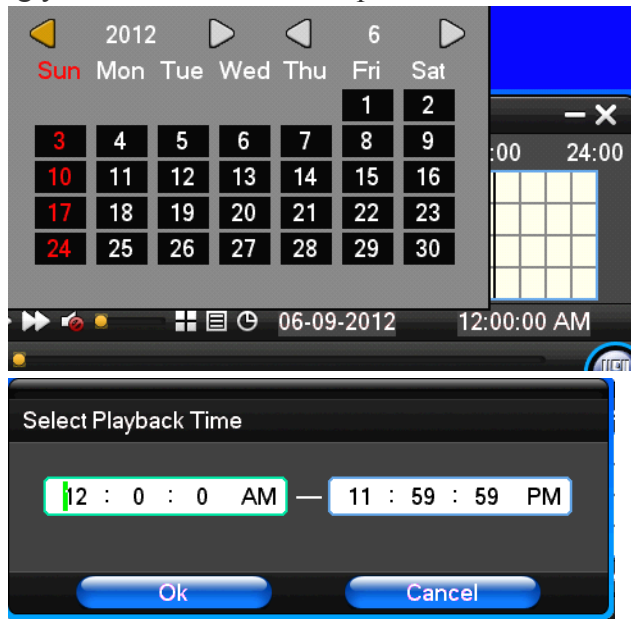 2012 6
Sun Mon Tue Wed Thu Fri Sat
1 2
3 4 5 6 7 8 9
10 11 12 13 14 15 16
17 18 19 20 21 22 23
24 25 26 27 28 29 30
:00 24:00
06-09-2012 12:00:00 AM
Select Playback Time
12 : 0 : 0 AM — 11 : 59 : 59 PM
Ok Cancel